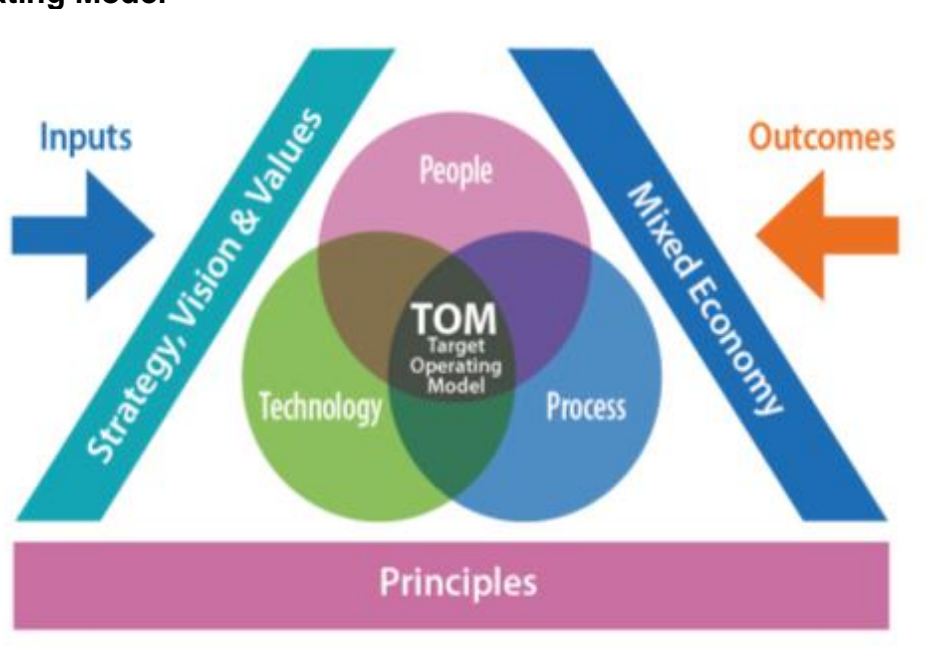 Inputs
Strategy, Vision & Values
People
Mixed Economy
Outcomes
TOM
Target
Operating
Model
Technology
Process
Principles